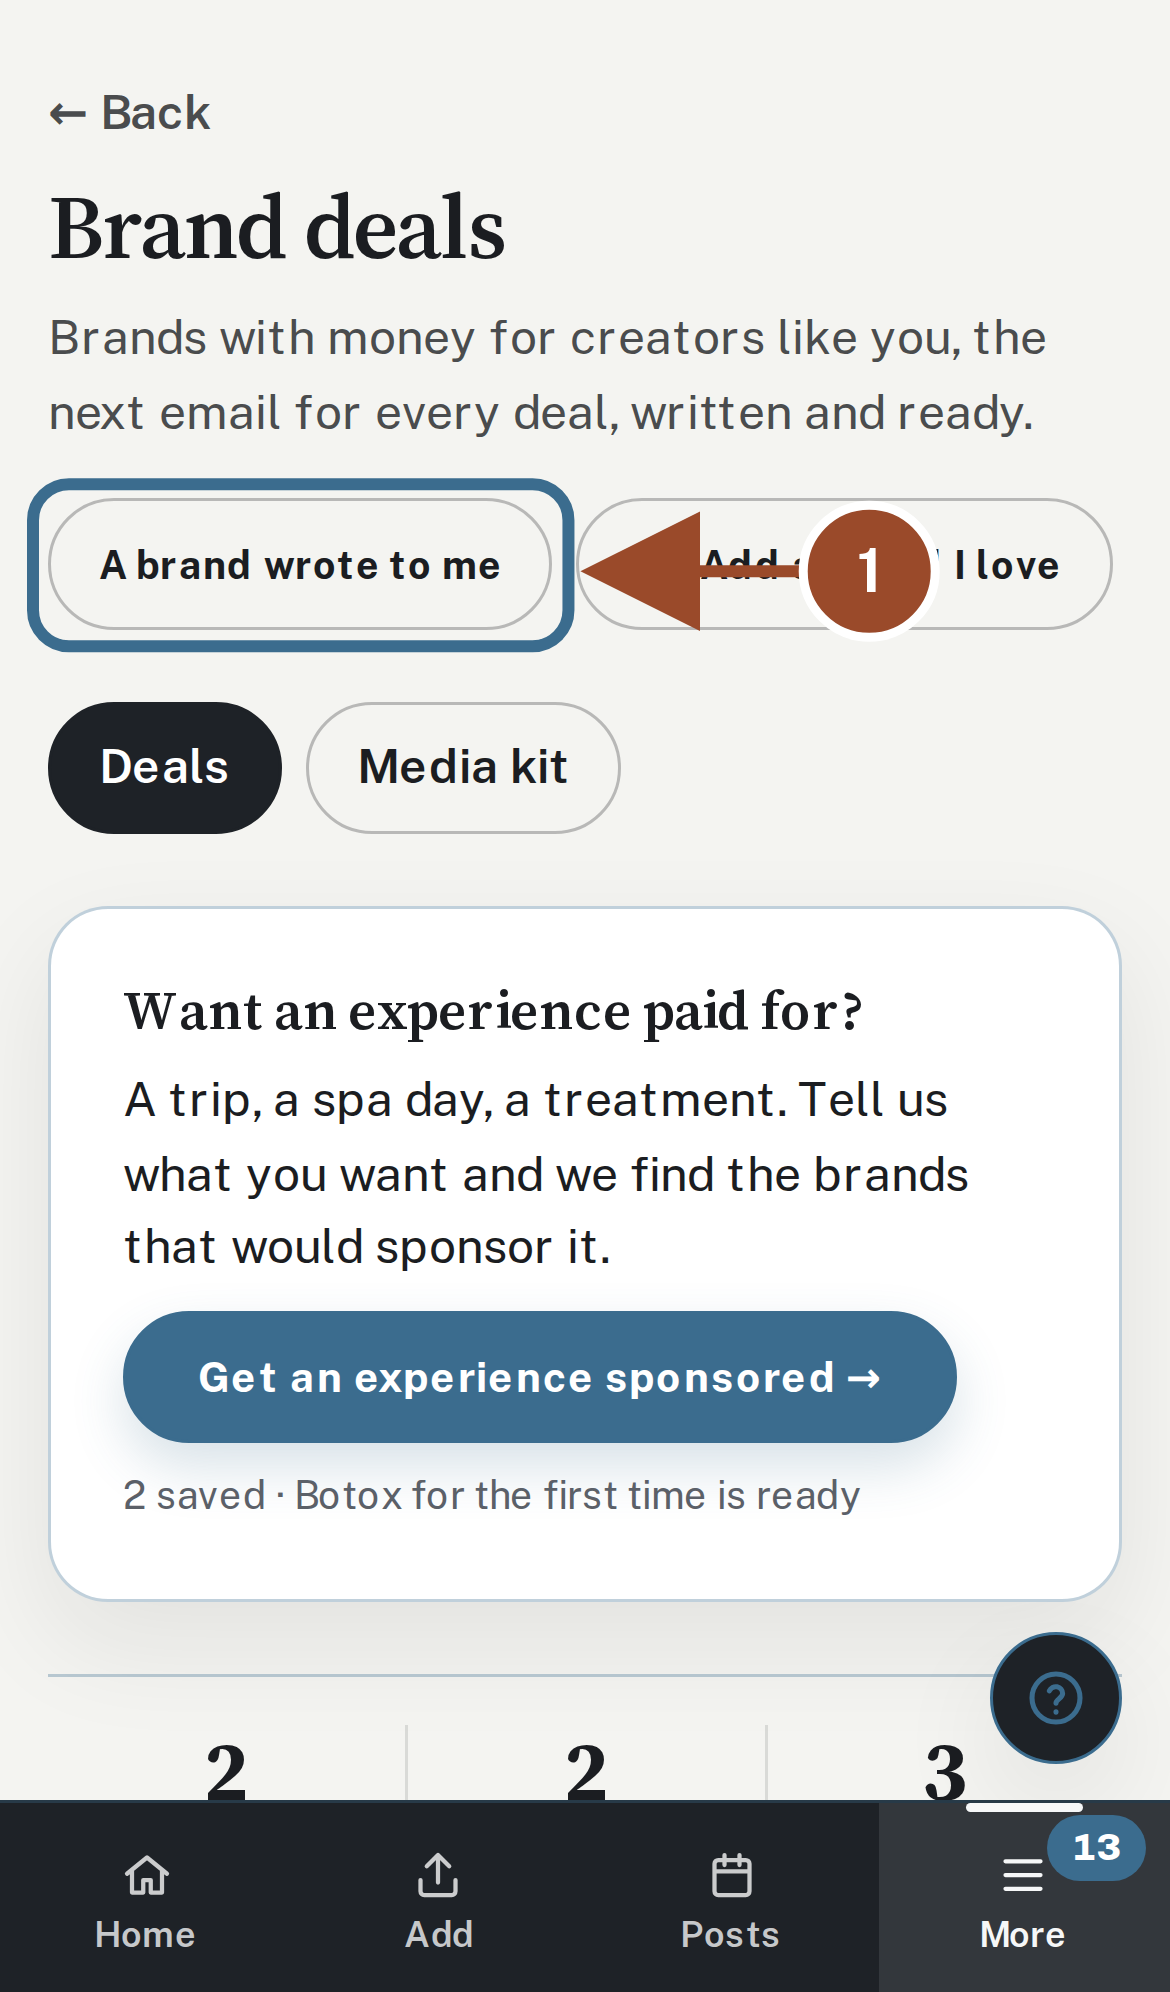 ← Back
Brand deals
Brands with money for creators like you, the
next email for every deal, written and ready.
A brand wrote to me
Add
1
I love
Deals
Media kit
Want an experience paid for?
A trip, a spa day, a treatment. Tell us
what you want and we find the brands
that would sponsor it.
Get an experience sponsored →
2 saved · Botox for the first time is ready
2
2
3
13
Home
Add
Posts
More